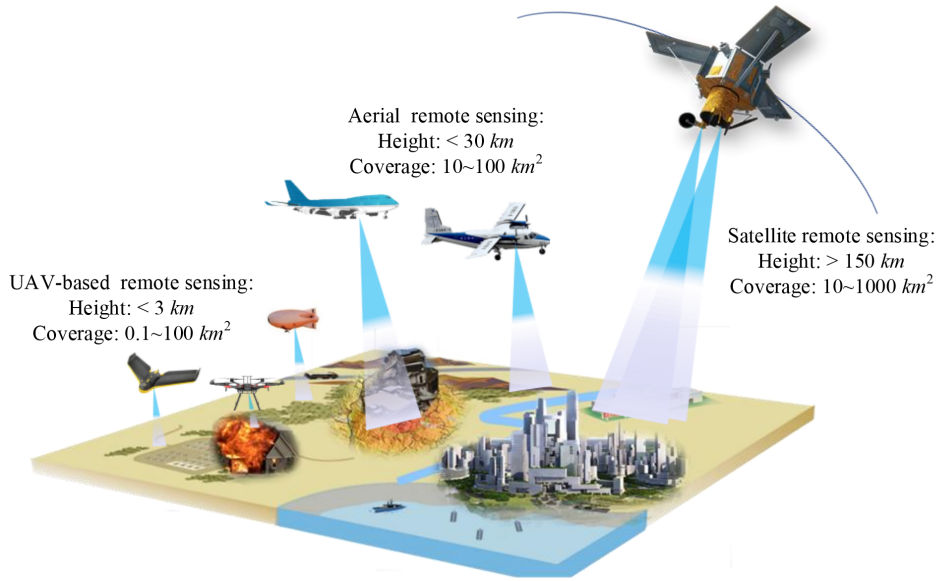 Aerial remote sensing:
Height: < 30 km
Coverage: 10~100 km²
Satellite remote sensing:
Height: > 150 km
Coverage: 10~1000 km²
UAV-based remote sensing:
Height: < 3 km
Coverage: 0.1~100 km²